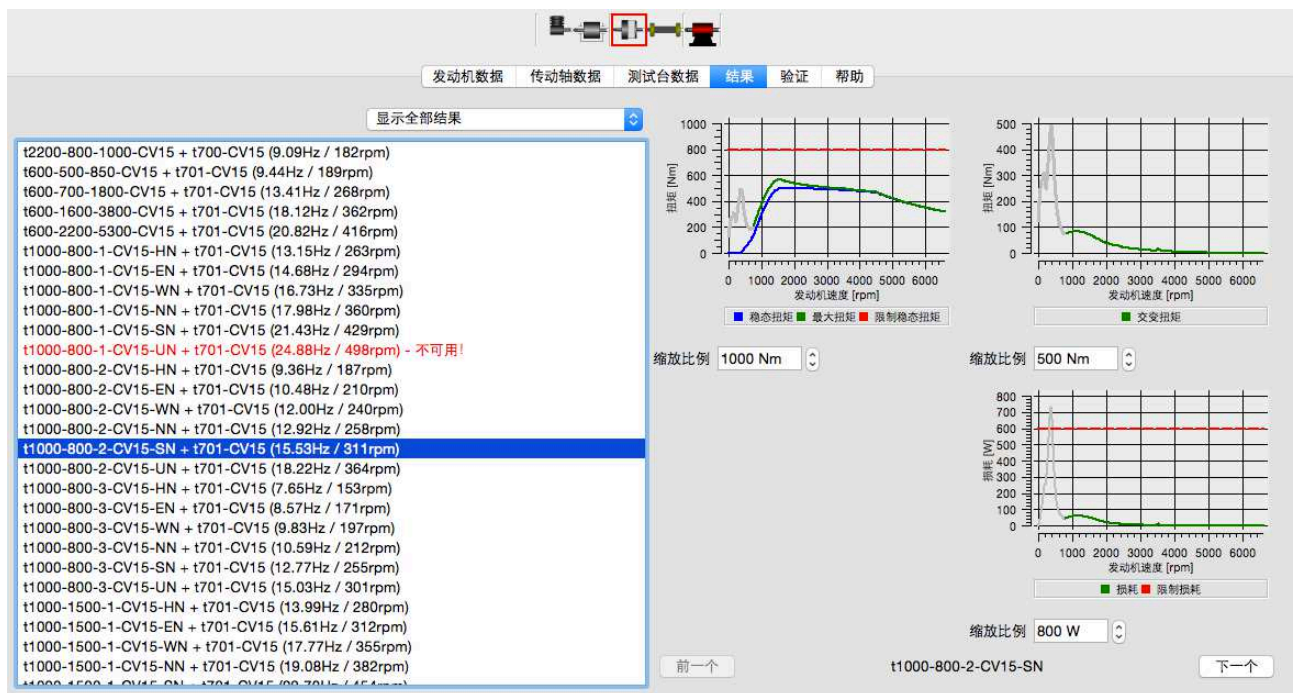 发动机数据 传动轴数据 测试台数据 结果 验证 帮助
显示全部结果
t2200-800-1000-CV15 + t700-CV15 (9.09Hz / 182rpm)
t600-500-850-CV15 + t701-CV15 (9.44Hz / 189rpm)
t600-700-1800-CV15 + t701-CV15 (13.41Hz / 268rpm)
t600-1600-3800-CV15 + t701-CV15 (18.12Hz / 362rpm)
t600-2200-5300-CV15 + t701-CV15 (20.82Hz / 416rpm)
t1000-800-1-CV15-HN + t701-CV15 (13.15Hz / 263rpm)
t1000-800-1-CV15-EN + t701-CV15 (14.68Hz / 294rpm)
t1000-800-1-CV15-WN + t701-CV15 (16.73Hz / 335rpm)
t1000-800-1-CV15-NN + t701-CV15 (17.98Hz / 360rpm)
t1000-800-1-CV15-SN + t701-CV15 (21.43Hz / 429rpm)
t1000-800-1-CV15-UN + t701-CV15 (24.88Hz / 498rpm) - 不可用!
t1000-800-2-CV15-HN + t701-CV15 (9.36Hz / 187rpm)
t1000-800-2-CV15-EN + t701-CV15 (10.48Hz / 210rpm)
t1000-800-2-CV15-WN + t701-CV15 (12.00Hz / 240rpm)
t1000-800-2-CV15-NN + t701-CV15 (12.92Hz / 258rpm)
t1000-800-2-CV15-SN + t701-CV15 (15.53Hz / 311rpm)
t1000-800-2-CV15-UN + t701-CV15 (18.22Hz / 364rpm)
t1000-800-3-CV15-HN + t701-CV15 (7.65Hz / 153rpm)
t1000-800-3-CV15-EN + t701-CV15 (8.57Hz / 171rpm)
t1000-800-3-CV15-WN + t701-CV15 (9.83Hz / 197rpm)
t1000-800-3-CV15-NN + t701-CV15 (10.59Hz / 212rpm)
t1000-800-3-CV15-SN + t701-CV15 (12.77Hz / 255rpm)
t1000-800-3-CV15-UN + t701-CV15 (15.03Hz / 301rpm)
t1000-1500-1-CV15-HN + t701-CV15 (13.99Hz / 280rpm)
t1000-1500-1-CV15-EN + t701-CV15 (15.61Hz / 312rpm)
t1000-1500-1-CV15-WN + t701-CV15 (17.77Hz / 355rpm)
t1000-1500-1-CV15-NN + t701-CV15 (19.08Hz / 382rpm)
扭矩 [Nm]
1000
800
600
400
200
0
0 1000 2000 3000 4000 5000 6000
发动机速度 [rpm]
稳态扭矩 最大扭矩 限制稳态扭矩
缩放比例 1000 Nm
扭矩 [Nm]
500
400
300
200
100
0
0 1000 2000 3000 4000 5000 6000
发动机速度 [rpm]
交变扭矩
缩放比例 500 Nm
损耗 [W]
800
700
600
500
400
300
200
100
0
0 1000 2000 3000 4000 5000 6000
发动机速度 [rpm]
损耗 限制损耗
缩放比例 800 W
前一个 t1000-800-2-CV15-SN 下一个